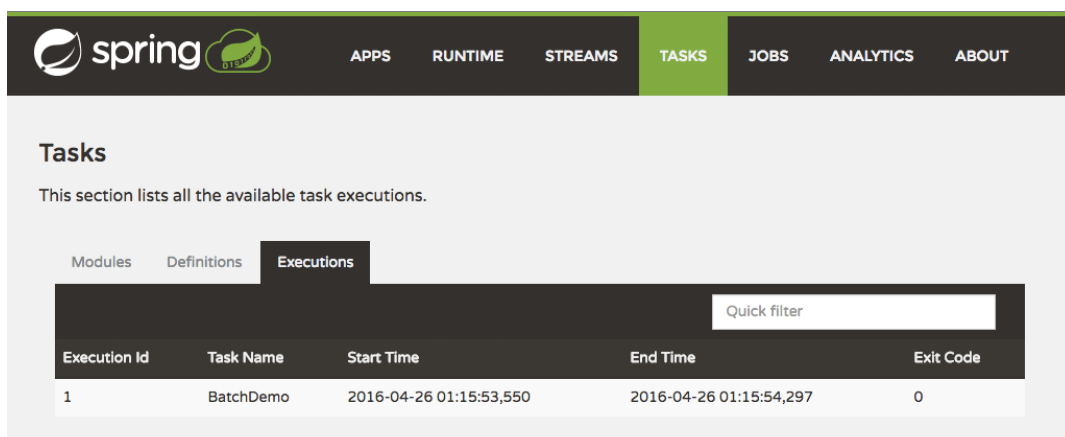 spring
APPS RUNTIME STREAMS TASKS JOBS ANALYTICS ABOUT
Tasks
This section lists all the available task executions.
Modules Definitions Executions
Quick filter
Execution Id Task Name Start Time End Time Exit Code
1 BatchDemo 2016-04-26 01:15:53,550 2016-04-26 01:15:54,297 0